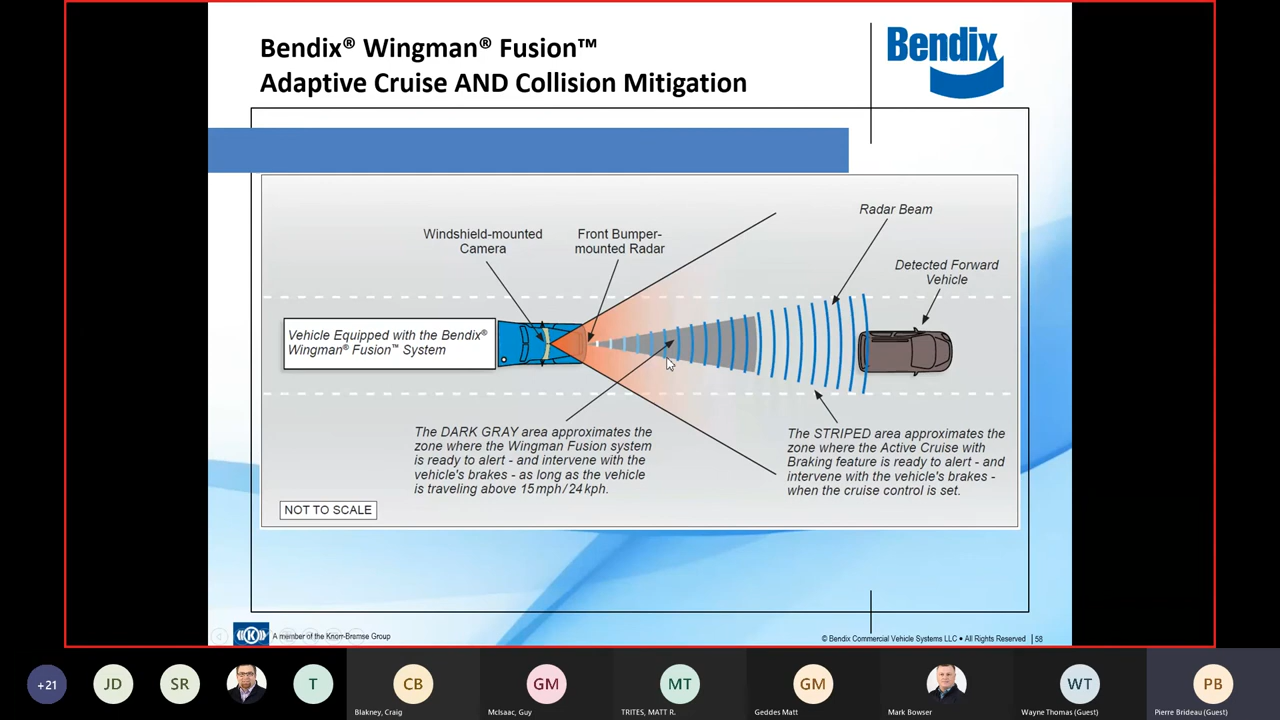 Bendix® Wingman® Fusion™
Adaptive Cruise AND Collision Mitigation
Bendix
Radar Beam
Windshield-mounted
Camera
Front Bumper-
mounted Radar
Detected Forward
Vehicle
Vehicle Equipped with the Bendix®
Wingman® Fusion™ System
The DARK GRAY area approximates the
zone where the Wingman Fusion system
is ready to alert - and intervene with the
vehicle's brakes - as long as the vehicle
is traveling above 15 mph / 24 kph.
The STRIPED area approximates the
zone where the Active Cruise with
Braking feature is ready to alert - and
intervene with the vehicle's brakes -
when the cruise control is set.
NOT TO SCALE
A member of the Knorr-Bremse Group
© Bendix Commercial Vehicle Systems LLC • All Rights Reserved | 58
+21
JD
SR
T
CB
GM
MT
GM
WT
PB
Blakney, Craig
McIsaac, Guy
TRITES, MATT R.
Geddes Matt
Mark Bowser
Wayne Thomas (Guest)
Pierre Brideau (Guest)